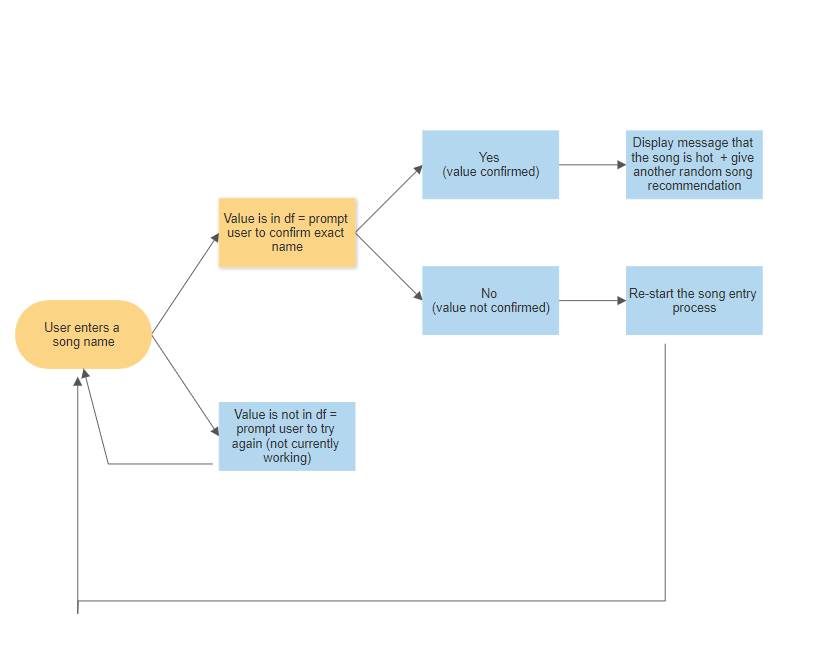 User enters a
song name
Value is in df = prompt
user to confirm exact
name
Value is not in df =
prompt user to try
again (not currently
working)
Yes
(value confirmed)
No
(value not confirmed)
Display message that
the song is hot + give
another random song
recommendation
Re-start the song entry
process